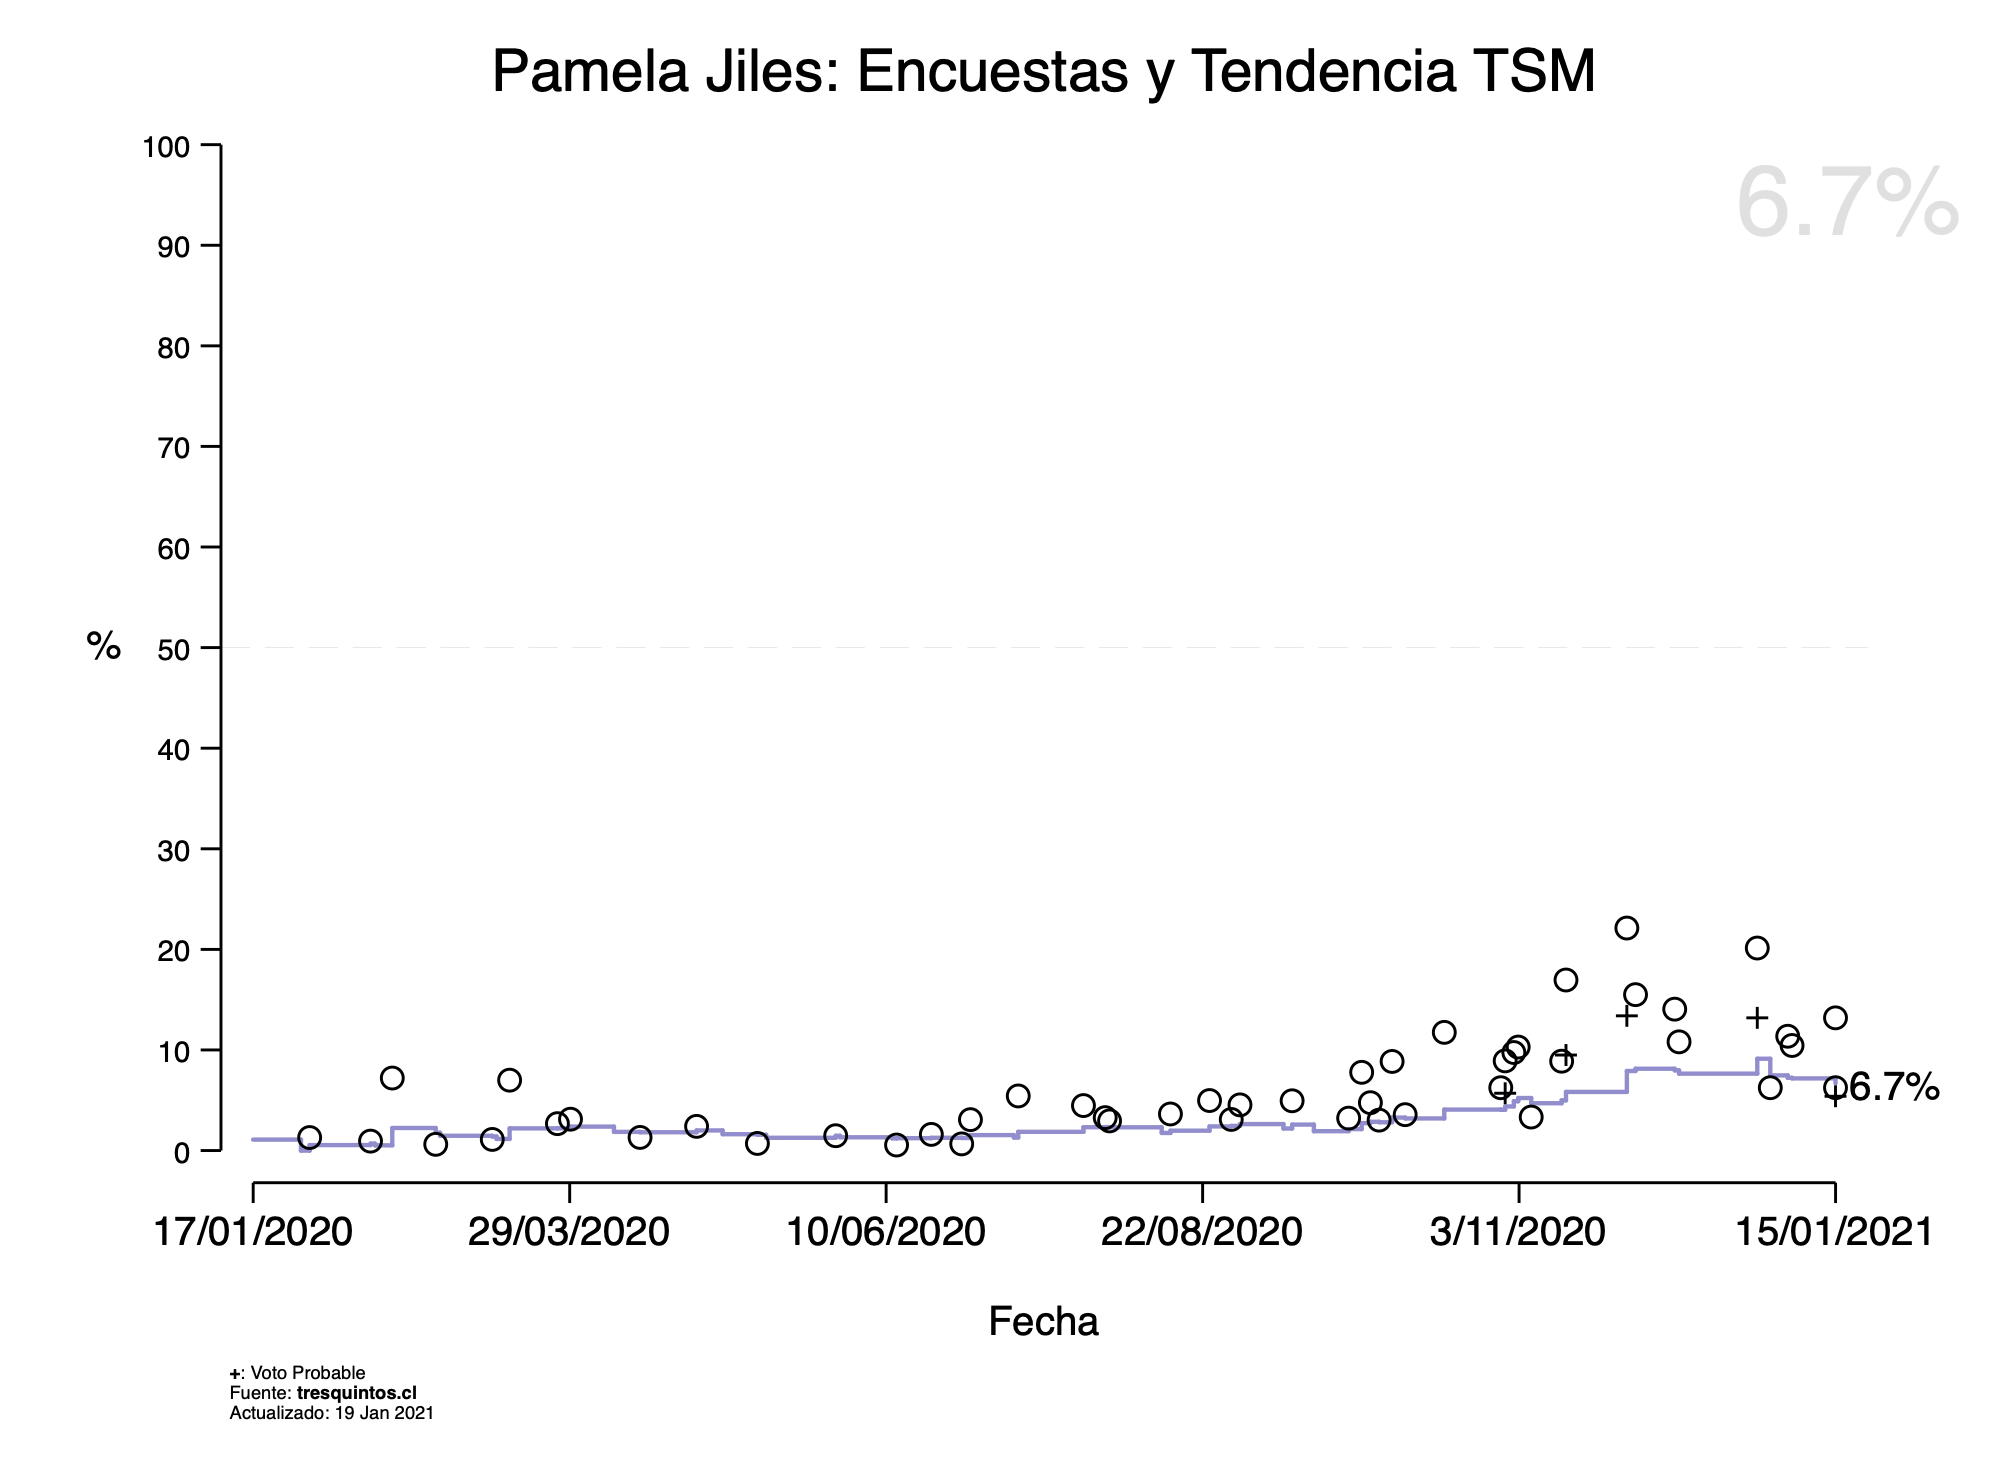 Pamela Jiles: Encuestas y Tendencia TSM
6.7%
100
90
80
70
60
% 50
40
30
20
10
0
6.7%
17/01/2020 29/03/2020 10/06/2020 22/08/2020 3/11/2020 15/01/2021
Fecha
+: Voto Probable
Fuente: tresquintos.cl
Actualizado: 19 Jan 2021